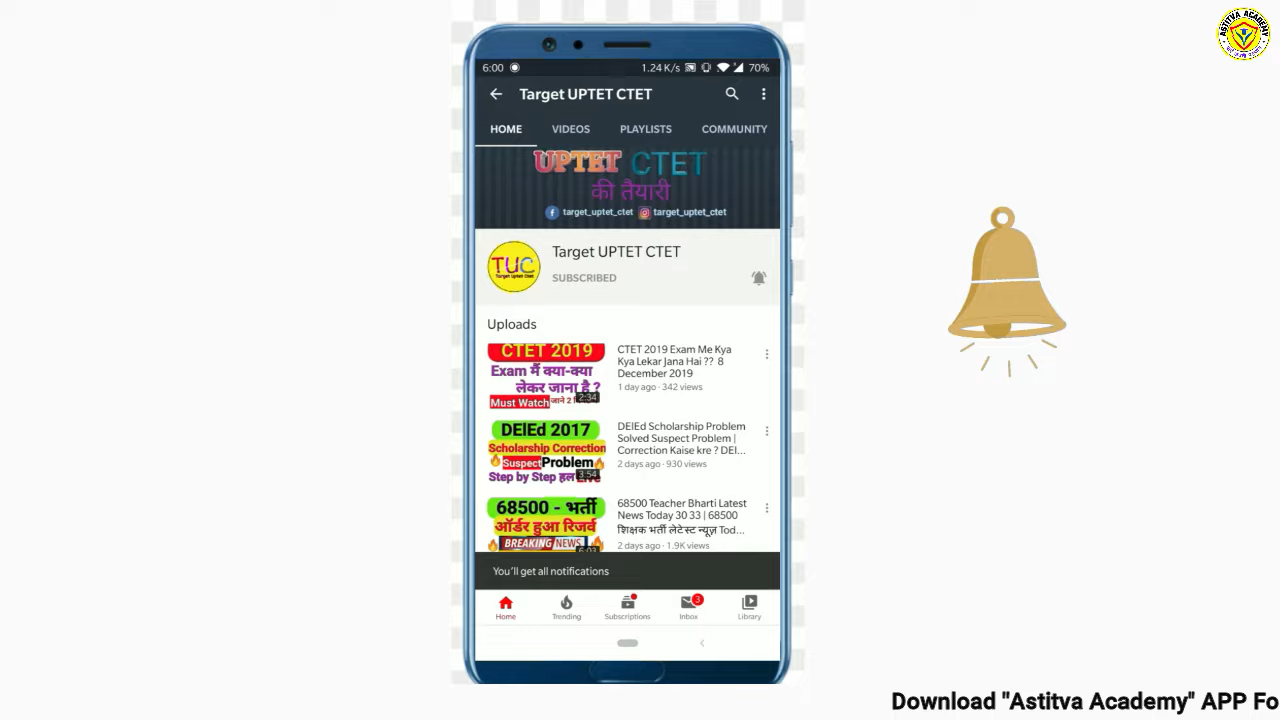 ASTITVA ACADEMY
6:00
1.24 K/s
70%
Target UPTET CTET
HOME VIDEOS PLAYLISTS COMMUNITY
UPTET CTET
की तैयारी
target_uptet_ctet target_uptet_ctet
TUC
Target Uptet Ctet
Target UPTET CTET
SUBSCRIBED
Uploads
CTET 2019
Exam मैं क्या-क्या
लेकर जाना है ?
Must Watch
2:34
CTET 2019 Exam Me Kya
Kya Lekar Jana Hai ?? 8
December 2019
1 day ago · 342 views
DElEd 2017
Scholarship Correction
Suspect Problem
Step by Step हल Live
3:54
DElEd Scholarship Problem
Solved Suspect Problem |
Correction Kaise kre ? DEl...
2 days ago · 930 views
68500 - भर्ती
ऑर्डर हुआ रिजर्व
BREAKING NEWS
6:03
68500 Teacher Bharti Latest
News Today 30 33 | 68500
शिक्षक भर्ती लेटेस्ट न्यूज़ Tod...
2 days ago · 1.9K views
You'll get all notifications
Home Trending Subscriptions Inbox Library
3
Download "Astitva Academy" APP Fo